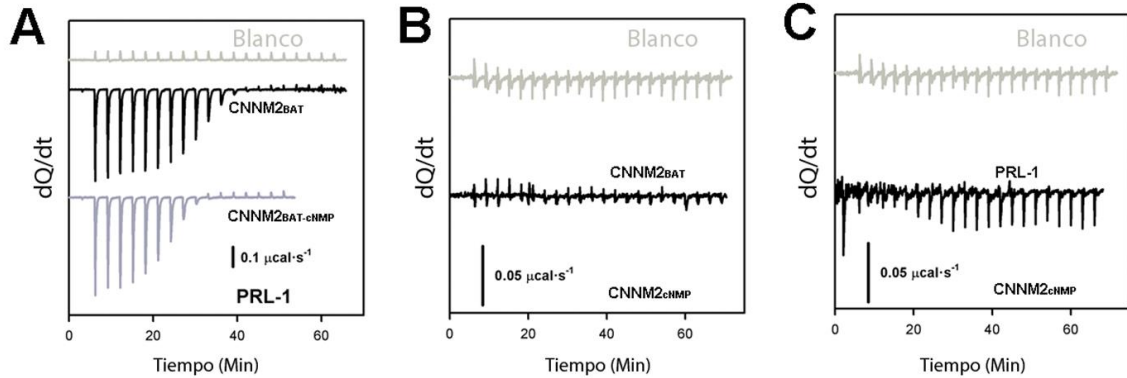 A
Blanco
CNNM2BAT
CNNM2BAT-cNMP
0.1 µcal·s-1
PRL-1
dQ/dt
0 20 40 60
Tiempo (Min)
B
Blanco
CNNM2BAT
0.05 µcal·s-1
CNNM2cNMP
dQ/dt
0 20 40 60
Tiempo (Min)
C
Blanco
PRL-1
0.05 µcal·s-1
CNNM2cNMP
dQ/dt
0 20 40 60
Tiempo (Min)